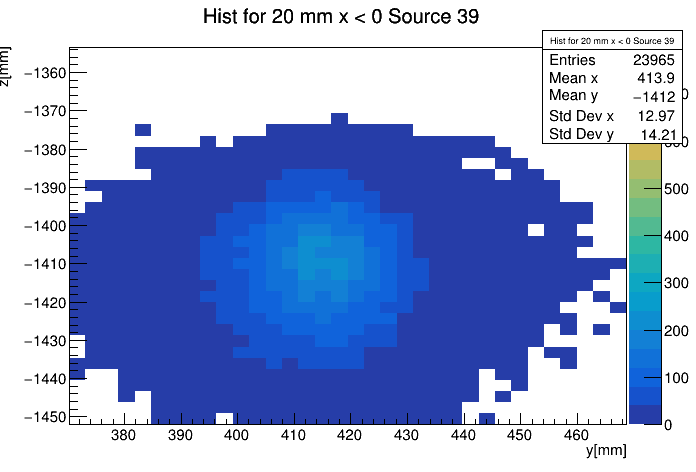 Hist for 20 mm x < 0 Source 39
Hist for 20 mm x < 0 Source 39
Entries 23965
Mean x 413.9
Mean y −1412
Std Dev x 12.97
Std Dev y 14.21
z[mm]
−1360
−1370
−1380
−1390
−1400
−1410
−1420
−1430
−1440
−1450
380 390 400 410 420 430 440 450 460
y[mm]
500
400
300
200
100
0